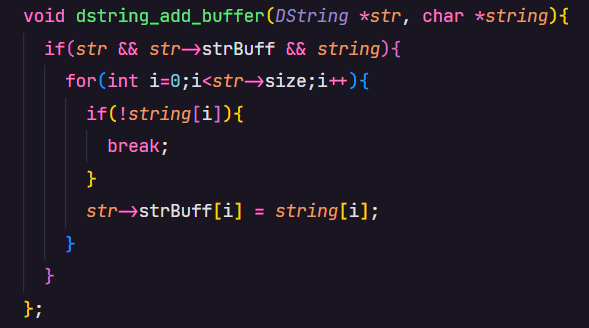 void dstring_add_buffer(DString *str, char *string){
  if(str && str->strBuff && string){
    for(int i=0;i<str->size;i++){
      if(!string[i]){
        break;
      }
      str->strBuff[i] = string[i];
    }
  }
};